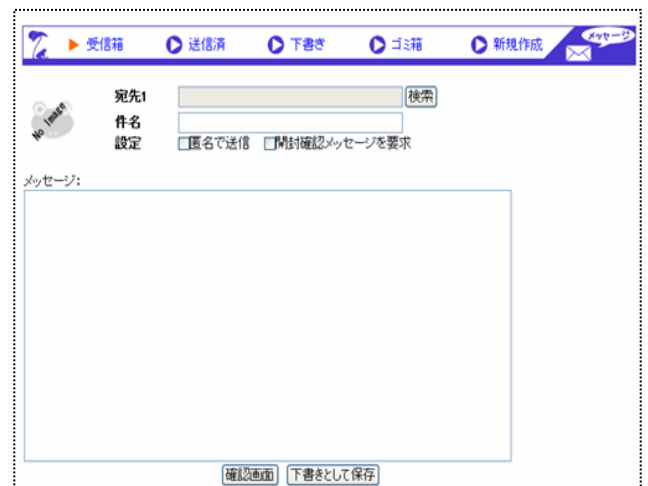 受信箱 送信済 下書き ゴミ箱 新規作成 メッセージ
No Image
宛先1 検索
件名
設定 匿名で送信 開封確認メッセージを要求
メッセージ:
確認画面 下書きとして保存